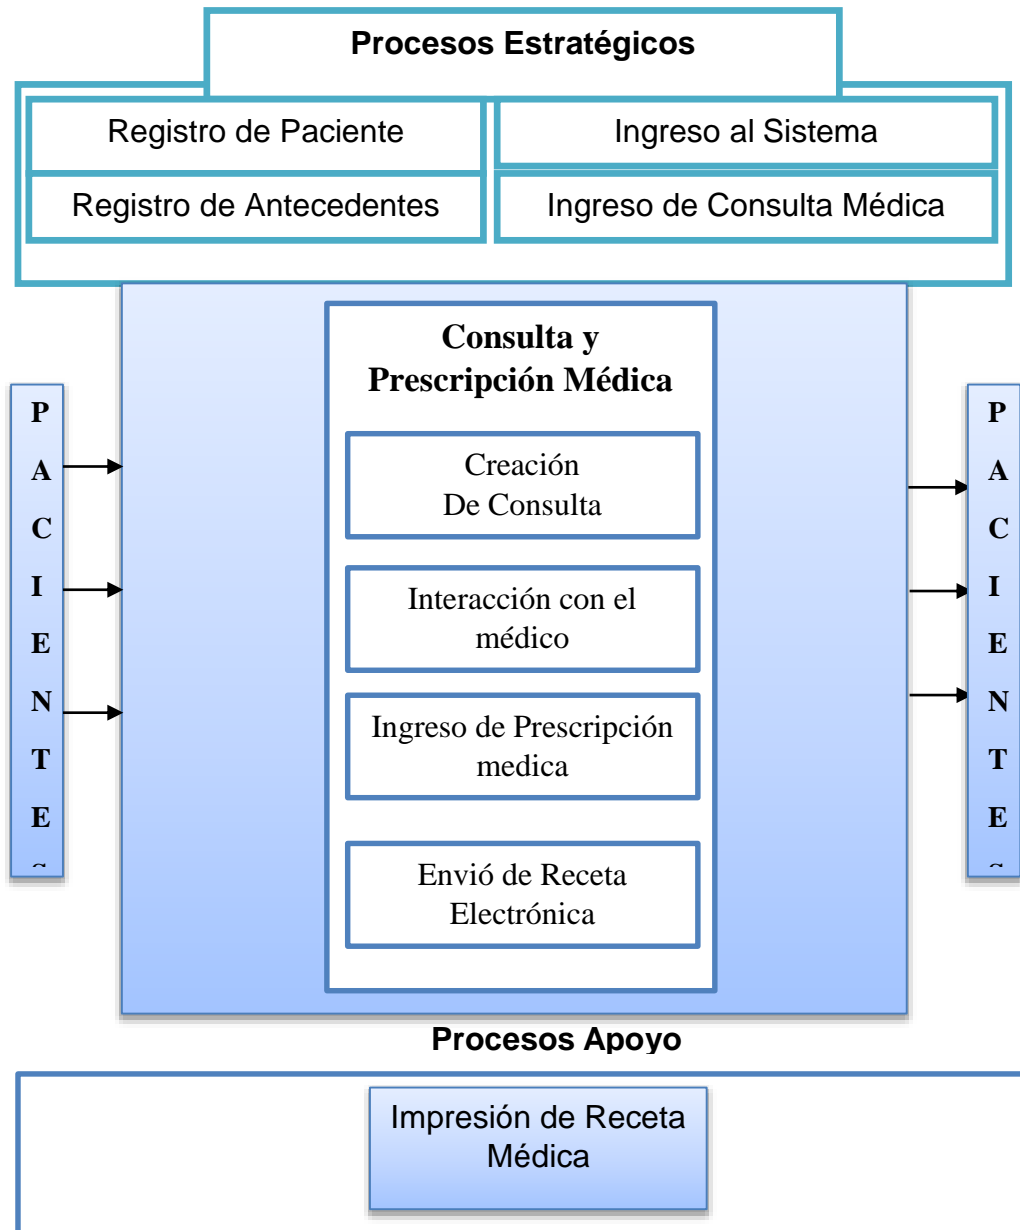 Procesos Estratégicos
Registro de Paciente
Ingreso al Sistema
Registro de Antecedentes
Ingreso de Consulta Médica
Consulta y
Prescripción Médica
Creación
De Consulta
Interacción con el
médico
Ingreso de Prescripción
medica
Envió de Receta
Electrónica
P
A
C
I
E
N
T
E
S
P
A
C
I
E
N
T
E
S
Procesos Apoyo
Impresión de Receta
Médica